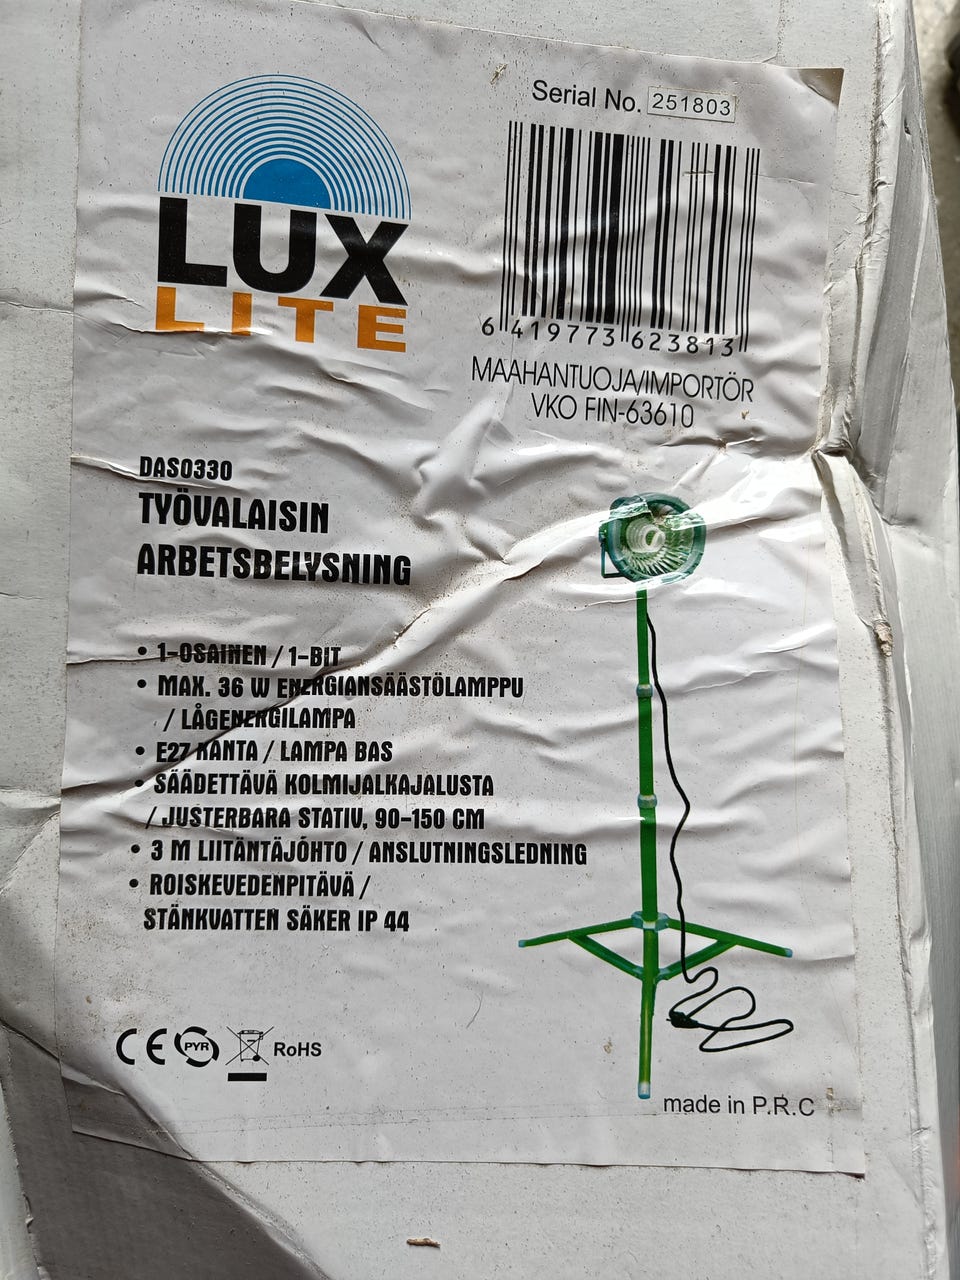 LUX
LITE
Serial No. 251803
6 419773 623813
MAAHANTUOJA/IMPORTÖR
VKO FIN-63610
DAS0330
TYÖVALAISIN
ARBETSBELYSNING
• 1-OSAINEN / 1-BIT
• MAX. 36 W ENERGIANSÄÄSTÖLAMPPU
/ LÅGENERGILAMPA
• E27 KANTA / LAMPA BAS
• SÄÄDETTÄVÄ KOLMIJALKAJALUSTA
/ JUSTERBARA STATIV, 90-150 CM
• 3 M LIITÄNTÄJOHTO / ANSLUTNINGSLEDNING
• ROISKEVEDENPITÄVÄ /
STÄNKVATTEN SÄKER IP 44
CE PYR RoHS
made in P.R.C